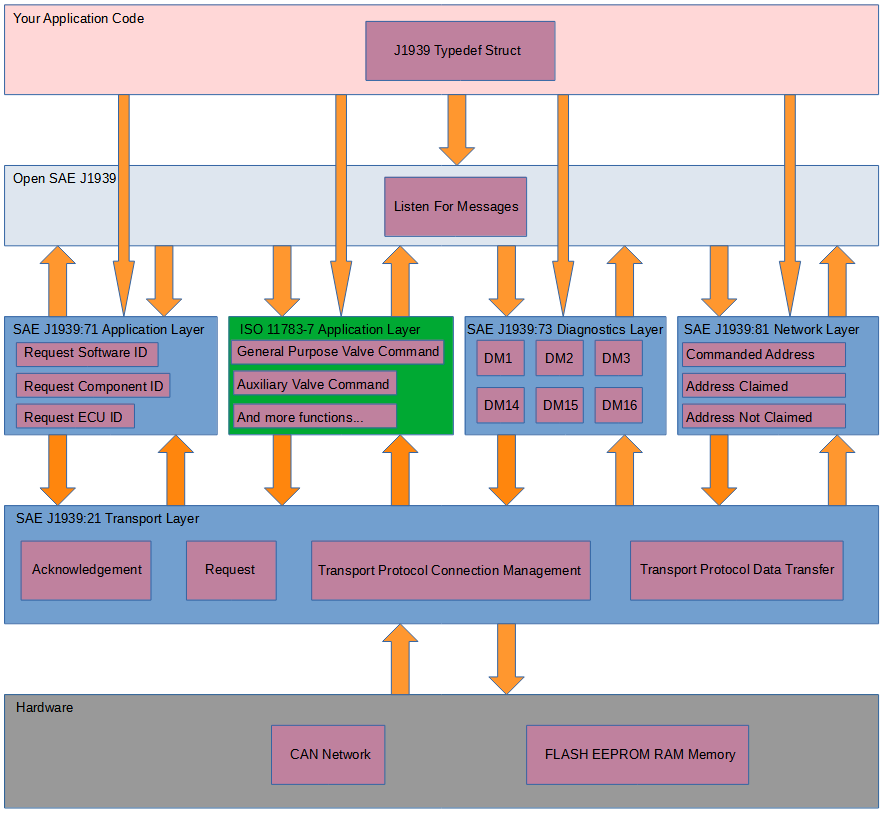 Your Application Code
J1939 Typedef Struct
Open SAE J1939
Listen For Messages
SAE J1939:71 Application Layer
Request Software ID
Request Component ID
Request ECU ID
ISO 11783-7 Application Layer
General Purpose Valve Command
Auxiliary Valve Command
And more functions...
SAE J1939:73 Diagnostics Layer
DM1
DM2
DM3
DM14
DM15
DM16
SAE J1939:81 Network Layer
Commanded Address
Address Claimed
Address Not Claimed
SAE J1939:21 Transport Layer
Acknowledgement
Request
Transport Protocol Connection Management
Transport Protocol Data Transfer
Hardware
CAN Network
FLASH EEPROM RAM Memory